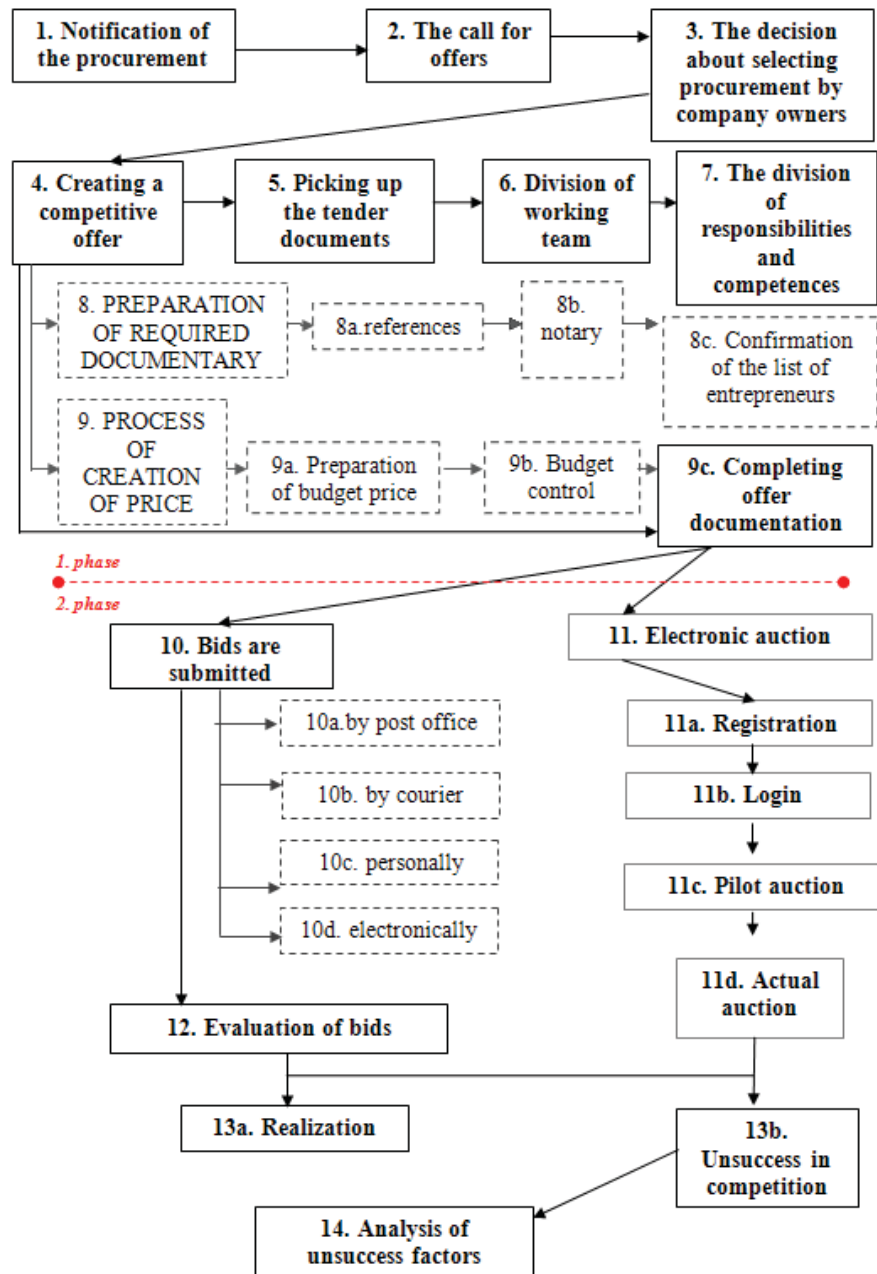 1. Notification of
the procurement
2. The call for
offers
3. The decision
about selecting
procurement by
company owners
4. Creating a
competitive
offer
5. Picking up
the tender
documents
6. Division of
working
team
7. The division
of
responsibilities
and
competences
8. PREPARATION
OF REQUIRED
DOCUMENTARY
8a.references
8b.
notary
8c. Confirmation
of the list of
entrepreneurs
9. PROCESS
OF
CREATION
OF PRICE
9a. Preparation
of budget price
9b. Budget
control
9c. Completing
offer
documentation
1. phase
2. phase
10. Bids are
submitted
11. Electronic auction
10a.by post office
11a. Registration
10b. by courier
11b. Login
10c. personally
11c. Pilot auction
10d. electronically
11d. Actual
auction
12. Evaluation of bids
13a. Realization
13b.
Unsuccess in
competition
14. Analysis of
unsuccess factors